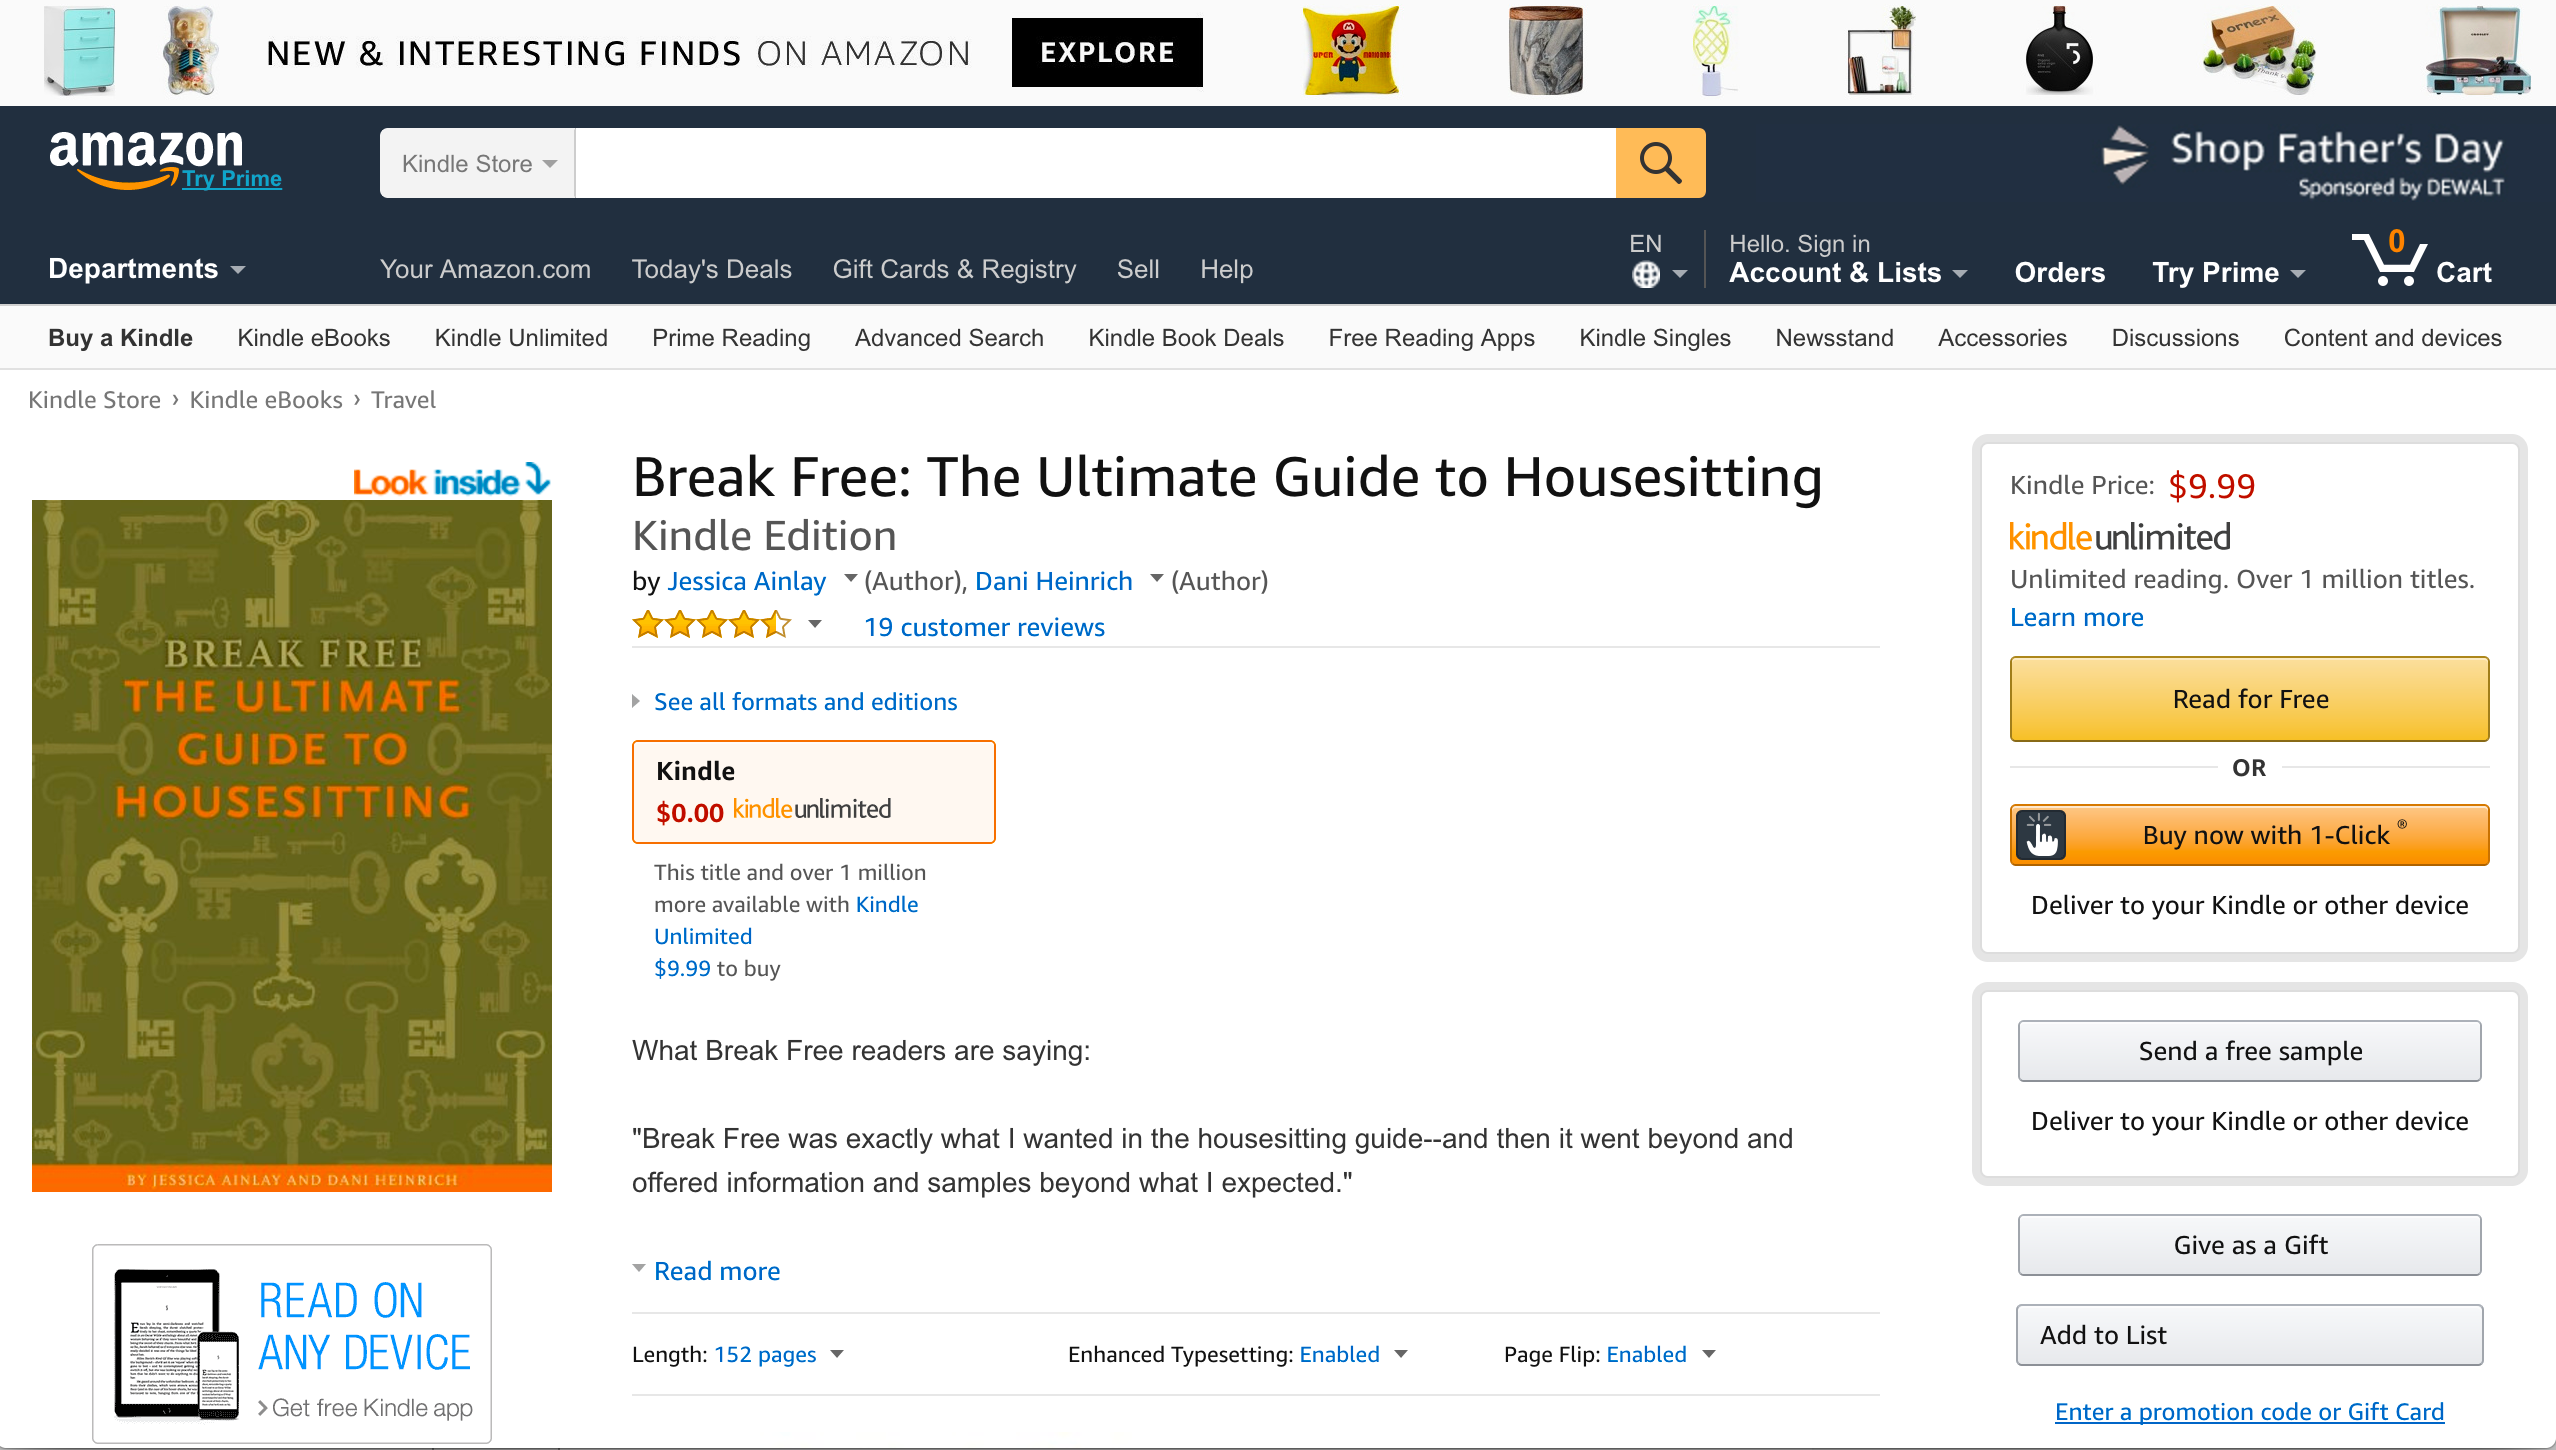 NEW & INTERESTING FINDS ON AMAZON
EXPLORE
amazon
Try Prime
Kindle Store
Shop Father's Day
Sponsored by DEWALT
Departments
Your Amazon.com
Today's Deals
Gift Cards & Registry
Sell
Help
EN
Hello. Sign in
Account & Lists
Orders
Try Prime
0
Cart
Buy a Kindle
Kindle eBooks
Kindle Unlimited
Prime Reading
Advanced Search
Kindle Book Deals
Free Reading Apps
Kindle Singles
Newsstand
Accessories
Discussions
Content and devices
Kindle Store › Kindle eBooks › Travel
Look inside
BREAK FREE
THE ULTIMATE
GUIDE TO
HOUSESITTING
BY JESSICA AINLAY AND DANI HEINRICH
READ ON
ANY DEVICE
>Get free Kindle app
Break Free: The Ultimate Guide to Housesitting
Kindle Edition
by Jessica Ainlay (Author), Dani Heinrich (Author)
19 customer reviews
See all formats and editions
Kindle
$0.00 kindleunlimited
This title and over 1 million
more available with Kindle
Unlimited
$9.99 to buy
What Break Free readers are saying:
"Break Free was exactly what I wanted in the housesitting guide--and then it went beyond and
offered information and samples beyond what I expected."
Read more
Length: 152 pages
Enhanced Typesetting: Enabled
Page Flip: Enabled
Kindle Price: $9.99
kindleunlimited
Unlimited reading. Over 1 million titles.
Learn more
Read for Free
OR
Buy now with 1-Click ®
Deliver to your Kindle or other device
Send a free sample
Deliver to your Kindle or other device
Give as a Gift
Add to List
Enter a promotion code or Gift Card